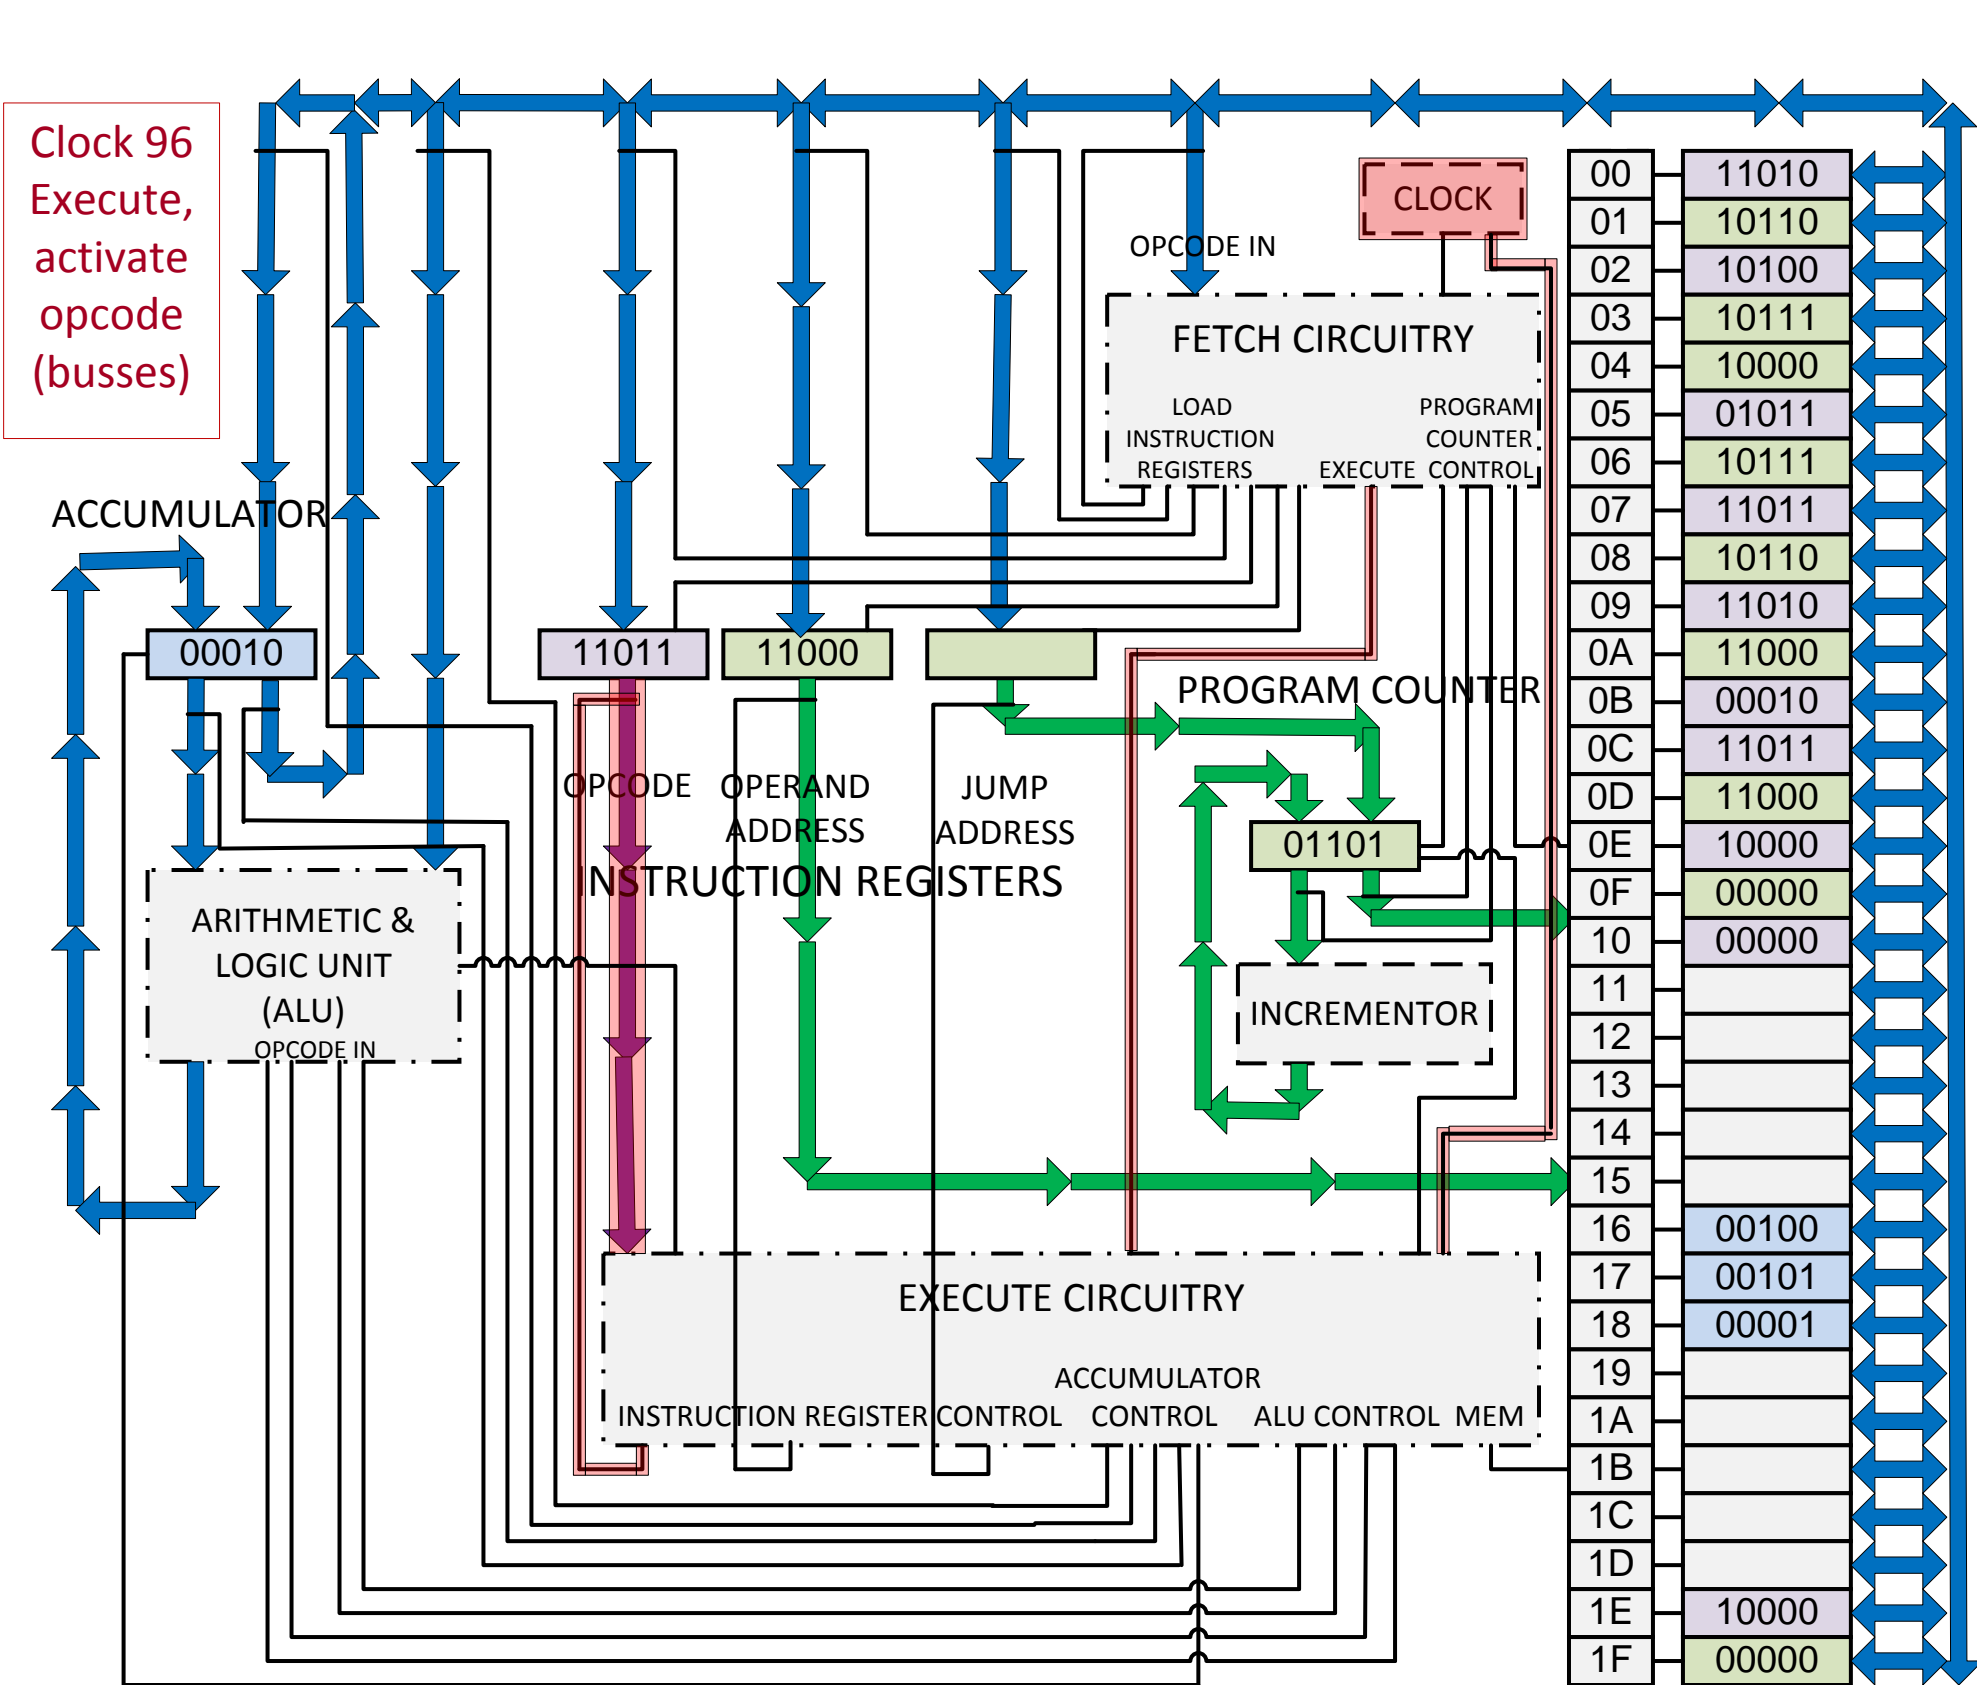 Clock 96
Execute,
activate
opcode
(busses)
CLOCK
OPCODE IN
FETCH CIRCUITRY
LOAD
INSTRUCTION
REGISTERS
EXECUTE
PROGRAM
COUNTER
CONTROL
ACCUMULATOR
00010
11011
11000
PROGRAM COUNTER
OPCODE
OPERAND
ADDRESS
JUMP
ADDRESS
INSTRUCTION REGISTERS
01101
INCREMENTOR
ARITHMETIC &
LOGIC UNIT
(ALU)
OPCODE IN
EXECUTE CIRCUITRY
INSTRUCTION REGISTER CONTROL
ACCUMULATOR
CONTROL
ALU CONTROL
MEM
00 11010
01 10110
02 10100
03 10111
04 10000
05 01011
06 10111
07 11011
08 10110
09 11010
0A 11000
0B 00010
0C 11011
0D 11000
0E 10000
0F 00000
10 00000
11
12
13
14
15
16 00100
17 00101
18 00001
19
1A
1B
1C
1D
1E 10000
1F 00000